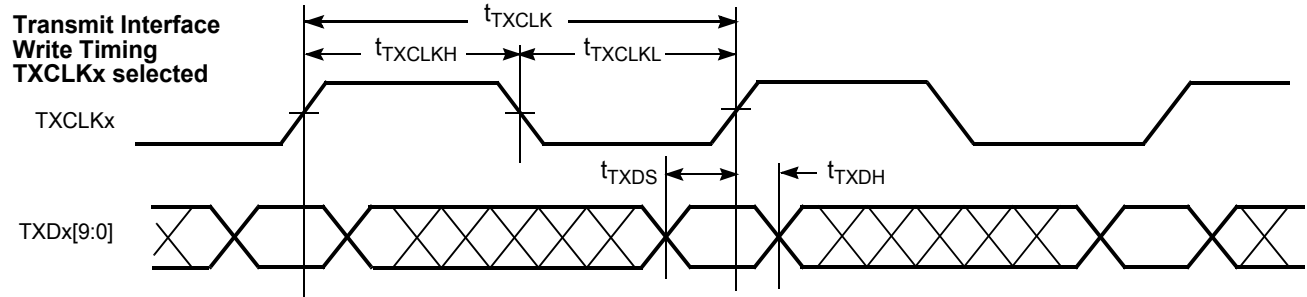 Transmit Interface
Write Timing
TXCLKx selected
tTXCLK
tTXCLKH
tTXCLKL
TXCLKx
tTXDS
tTXDH
TXDx[9:0]